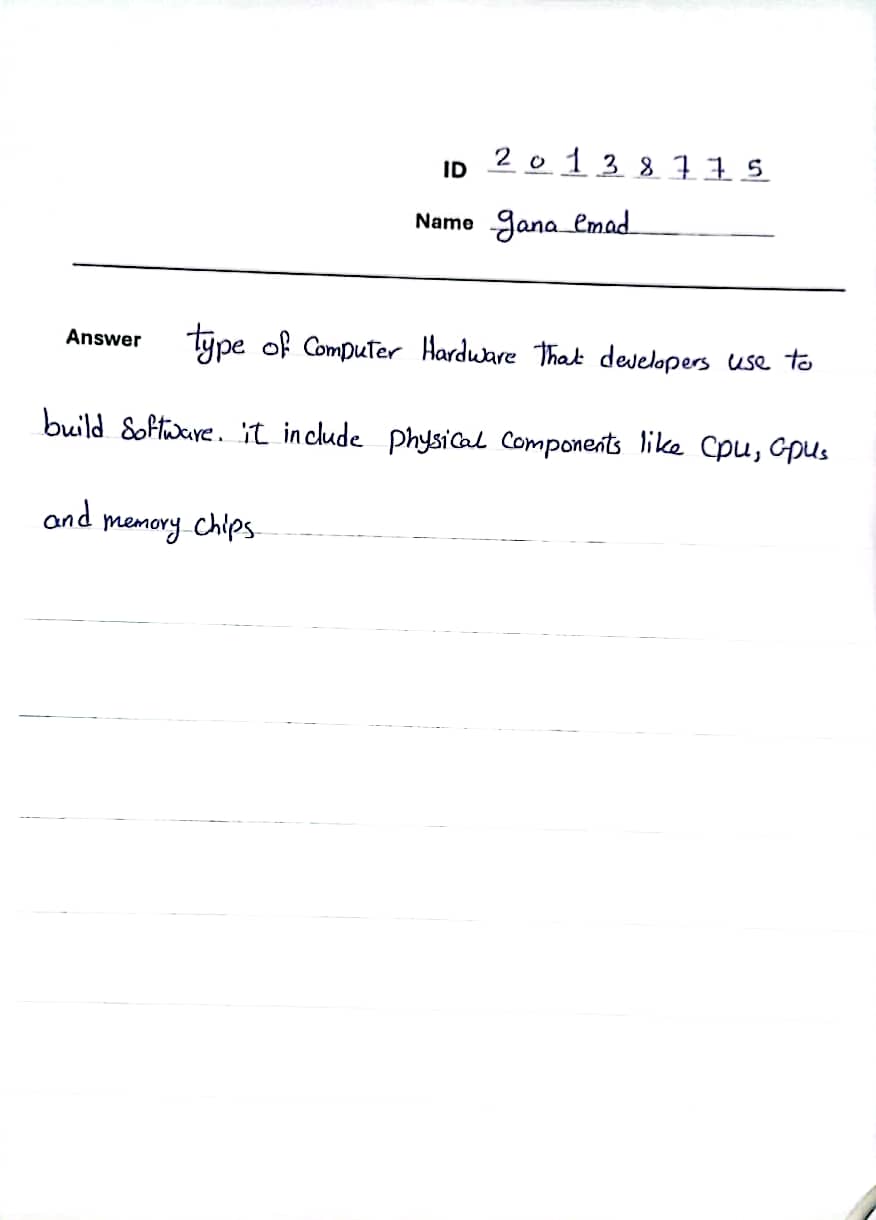 ID 20138775
Name gana emad
Answer type of Computer Hardware That developers use to
build Software. it include physical Components like Cpu, Gpus
and memory chips